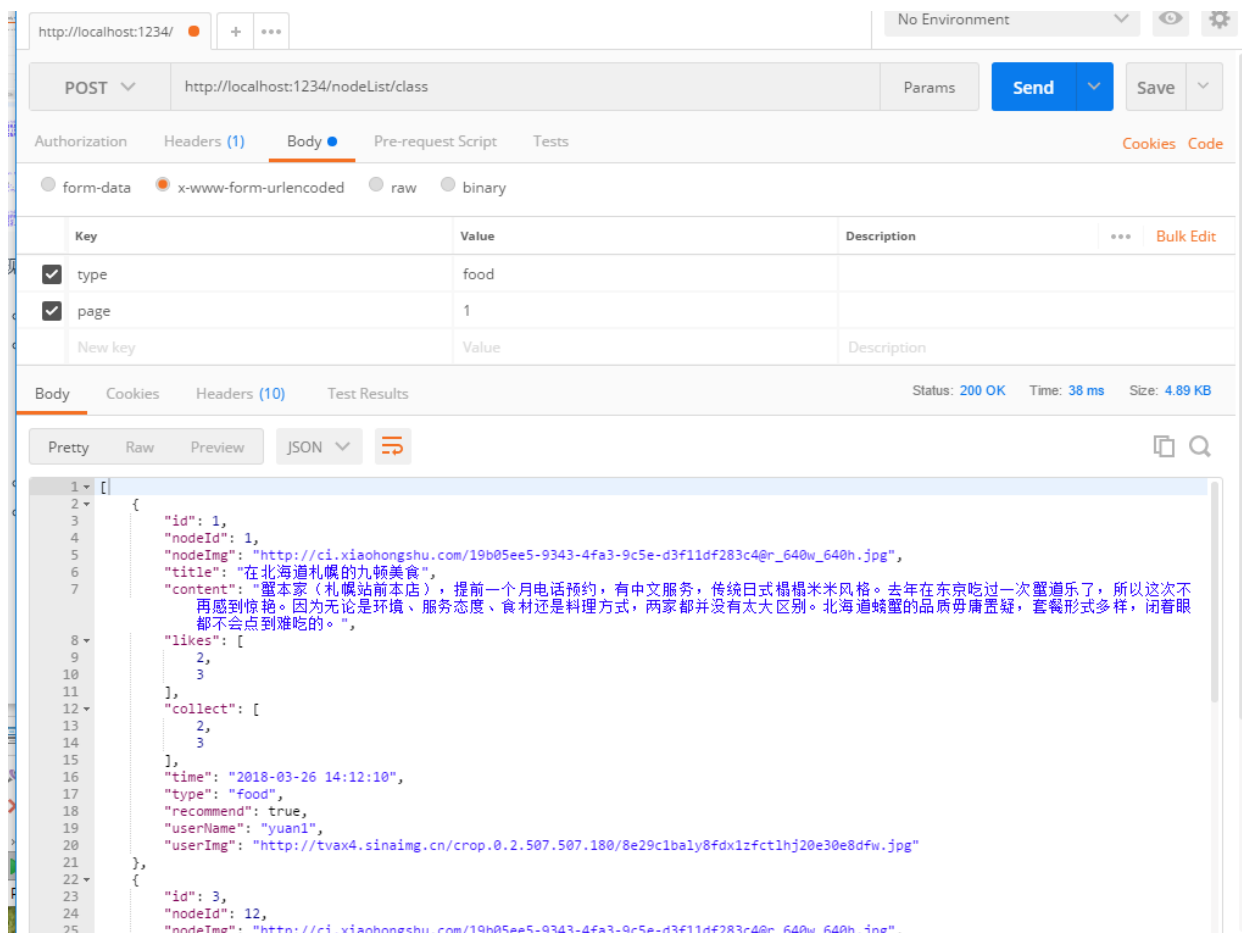 http://localhost:1234/ + ••• No Environment
POST http://localhost:1234/nodeList/class Params Send Save
Authorization Headers (1) Body Pre-request Script Tests Cookies Code
form-data x-www-form-urlencoded raw binary
Key Value Description ••• Bulk Edit
type food
page 1
New key Value Description
Body Cookies Headers (10) Test Results Status: 200 OK Time: 38 ms Size: 4.89 KB
Pretty Raw Preview JSON
1 [
2 {
3 "id": 1,
4 "nodeId": 1,
5 "nodeImg": "http://ci.xiaohongshu.com/19b05ee5-9343-4fa3-9c5e-d3f11df283c4@r_640w_640h.jpg",
6 "title": "在北海道札幌的九顿美食",
7 "content": "蟹本家（札幌站前本店），提前一个月电话预约，有中文服务，传统日式榻榻米米风格。去年在东京吃过一次蟹道乐了，所以这次不
再感到惊艳。因为无论是环境、服务态度、食材还是料理方式，两家都并没有太大区别。北海道螃蟹的品质毋庸置疑，套餐形式多样，闭着眼
都不会点到难吃的。",
8 "likes": [
9 2,
10 3
11 ],
12 "collect": [
13 2,
14 3
15 ],
16 "time": "2018-03-26 14:12:10",
17 "type": "food",
18 "recommend": true,
19 "userName": "yuan1",
20 "userImg": "http://tvax4.sinaimg.cn/crop.0.2.507.507.180/8e29c1baly8fdx1zfctlhj20e30e8dfw.jpg"
21 },
22 {
23 "id": 3,
24 "nodeId": 12,
25 "nodeImg": "http://ci.xiaohongshu.com/19b05ee5-9343-4fa3-9c5e-d3f11df283c4@r_640w_640h.jpg",